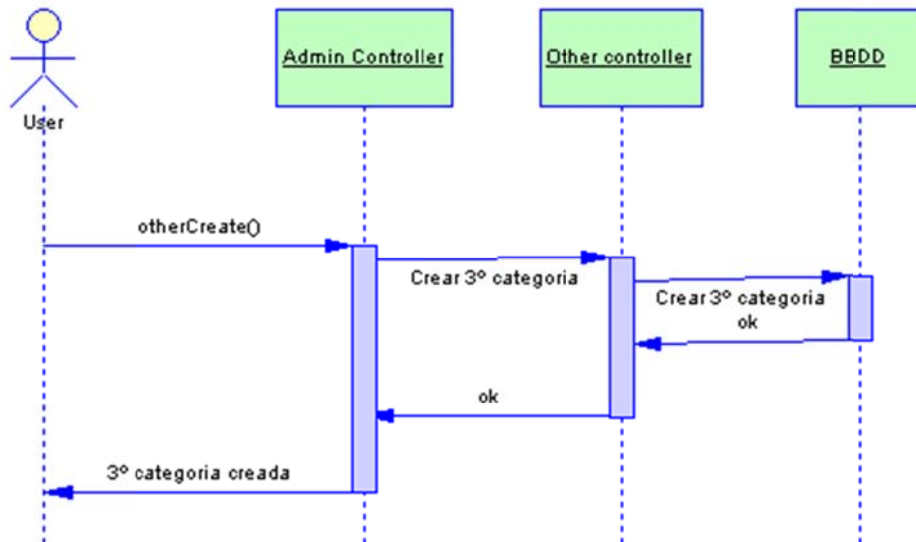 Admin Controller
Other controller
BBDD
User
otherCreate()
Crear 3º categoria
Crear 3º categoria
ok
ok
3º categoria creada